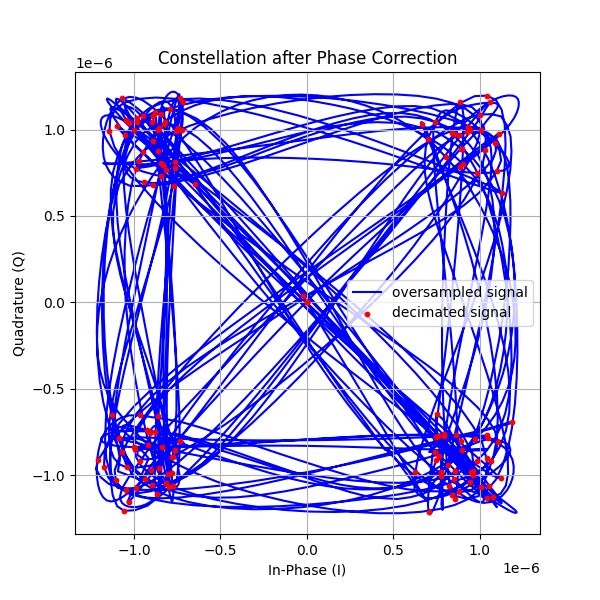 Constellation after Phase Correction
1e−6
1.0
0.5
0.0
−0.5
−1.0
Quadrature (Q)
oversampled signal
decimated signal
−1.0 −0.5 0.0 0.5 1.0
In-Phase (I)
1e−6